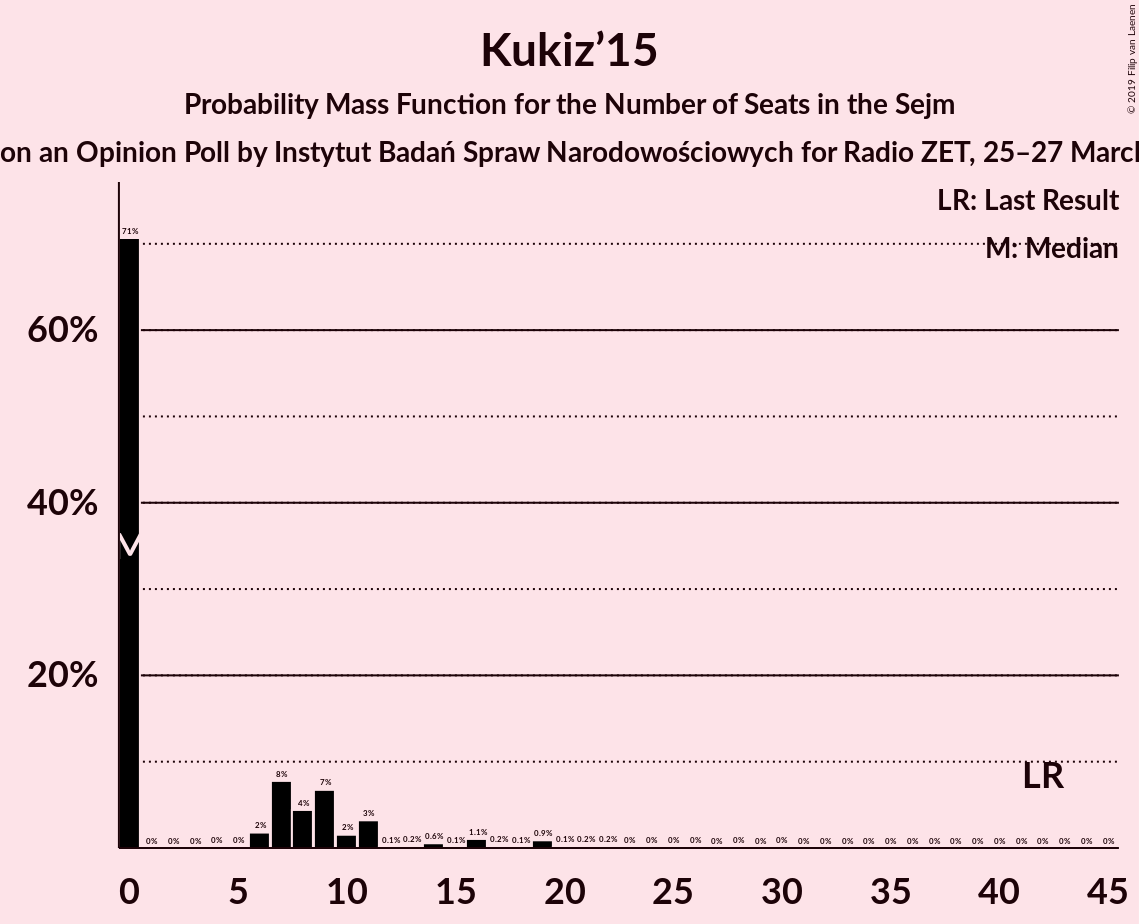 Kukiz’15
Probability Mass Function for the Number of Seats in the Sejm
on an Opinion Poll by Instytut Badań Spraw Narodowościowych for Radio ZET, 25–27 March
© 2019 Filip van Laenen
LR: Last Result
M: Median
71%
60%
40%
20%
LR
0% 0% 0% 0% 0% 2% 8% 4% 7% 2% 3% 0.1% 0.2% 0.6% 0.1% 1.1% 0.2% 0.1% 0.9% 0.1% 0.2% 0.2% 0% 0% 0% 0% 0% 0% 0% 0% 0% 0% 0% 0% 0% 0% 0% 0% 0% 0% 0% 0% 0% 0% 0%
0 5 10 15 20 25 30 35 40 45